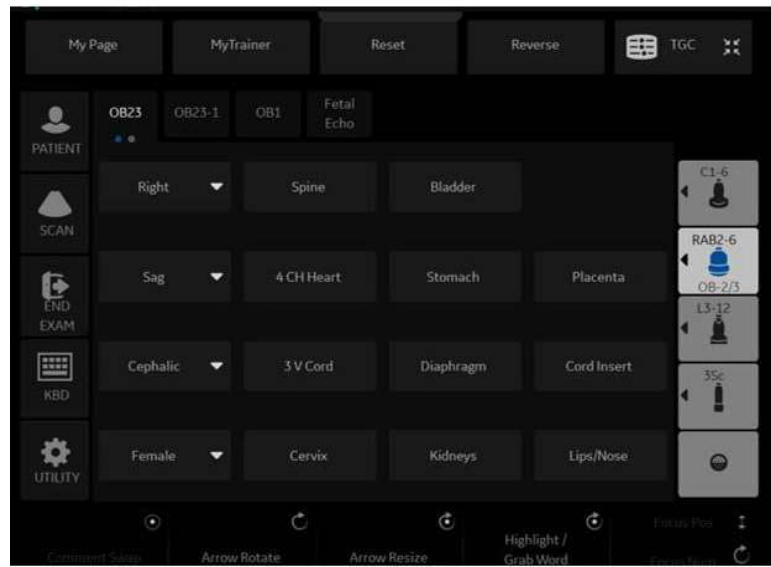 My Page
MyTrainer
Reset
Reverse
TGC
PATIENT
OB23
OB23-1
OB1
Fetal
Echo
C1-6
Right
Spine
Bladder
SCAN
RAB2-6
OB-2/3
Sag
4 CH Heart
Stomach
Placenta
END
EXAM
L3-12
Cephalic
3 V Cord
Diaphragm
Cord Insert
KBD
3Sc
Female
Cervix
Kidneys
Lips/Nose
UTILITY
Comment Swap
Arrow Rotate
Arrow Resize
Highlight /
Grab Word
Focus Pos
Focus Num